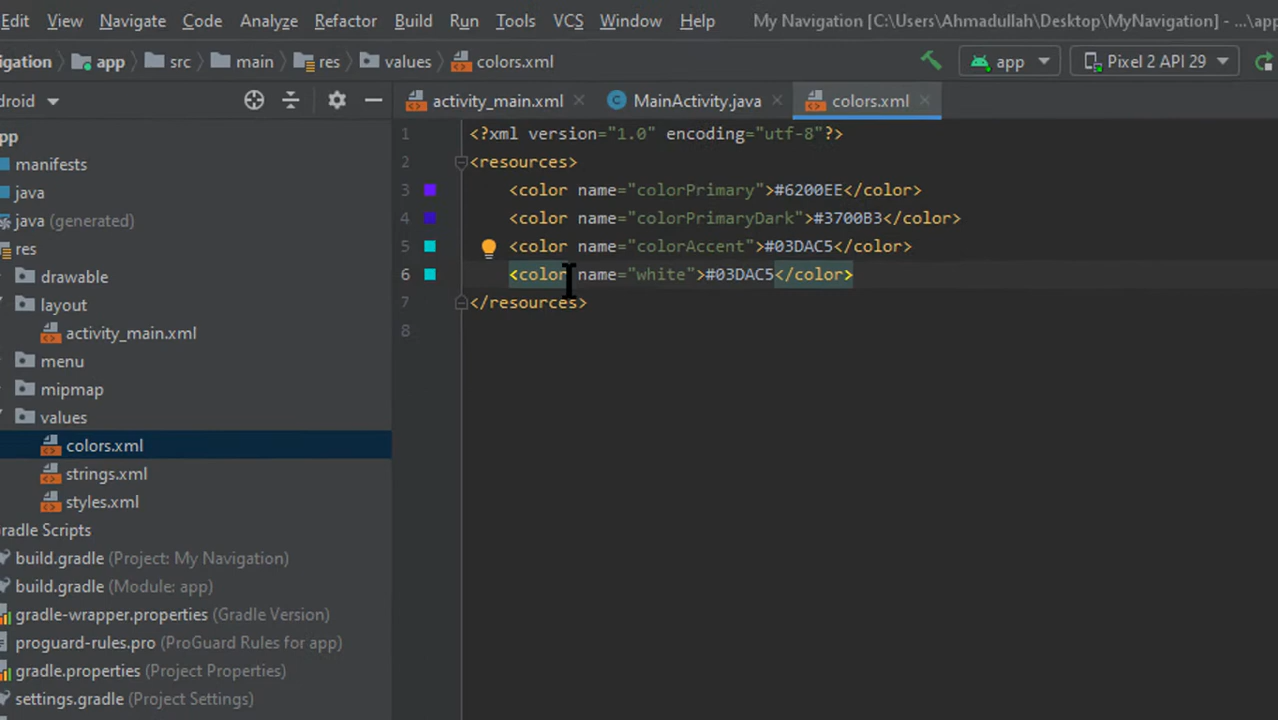 Edit View Navigate Code Analyze Refactor Build Run Tools VCS Window Help My Navigation [C:\Users\Ahmadullah\Desktop\MyNavigation] - ...\app
igation app src main res values colors.xml app Pixel 2 API 29
droid activity_main.xml MainActivity.java colors.xml
pp
manifests
java
java (generated)
res
drawable
layout
activity_main.xml
menu
mipmap
values
colors.xml
strings.xml
styles.xml
Gradle Scripts
build.gradle (Project: My Navigation)
build.gradle (Module: app)
gradle-wrapper.properties (Gradle Version)
proguard-rules.pro (ProGuard Rules for app)
gradle.properties (Project Properties)
settings.gradle (Project Settings)
1 <?xml version="1.0" encoding="utf-8"?>
2 <resources>
3 <color name="colorPrimary">#6200EE</color>
4 <color name="colorPrimaryDark">#3700B3</color>
5 <color name="colorAccent">#03DAC5</color>
6 <color name="white">#03DAC5</color>
7 </resources>
8